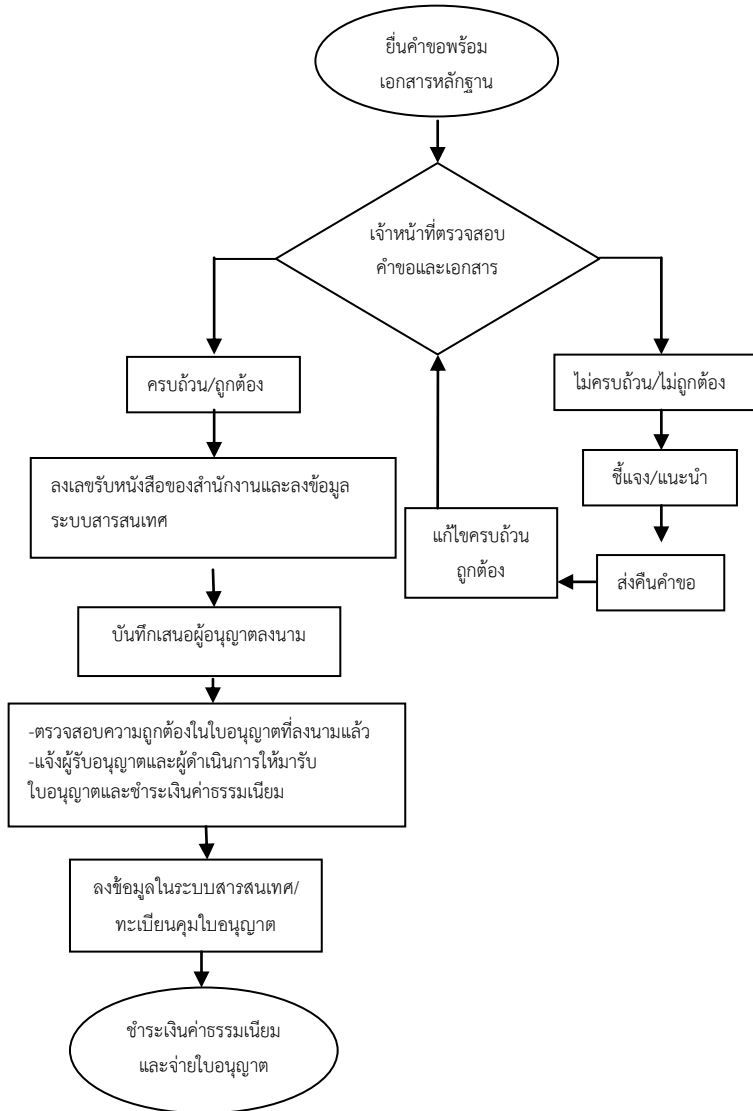 ยื่นคำขอพร้อม
เอกสารหลักฐาน
เจ้าหน้าที่ตรวจสอบ
คำขอและเอกสาร
ครบถ้วน/ถูกต้อง
ไม่ครบถ้วน/ไม่ถูกต้อง
ชี้แจง/แนะนำ
ส่งคืนคำขอ
แก้ไขครบถ้วน
ถูกต้อง
ลงเลขรับหนังสือของสำนักงานและลงข้อมูล
ระบบสารสนเทศ
บันทึกเสนอผู้อนุญาตลงนาม
-ตรวจสอบความถูกต้องในใบอนุญาตที่ลงนามแล้ว
-แจ้งผู้รับอนุญาตและผู้ดำเนินการให้มารับ
ใบอนุญาตและชำระเงินค่าธรรมเนียม
ลงข้อมูลในระบบสารสนเทศ/
ทะเบียนคุมใบอนุญาต
ชำระเงินค่าธรรมเนียม
และจ่ายใบอนุญาต